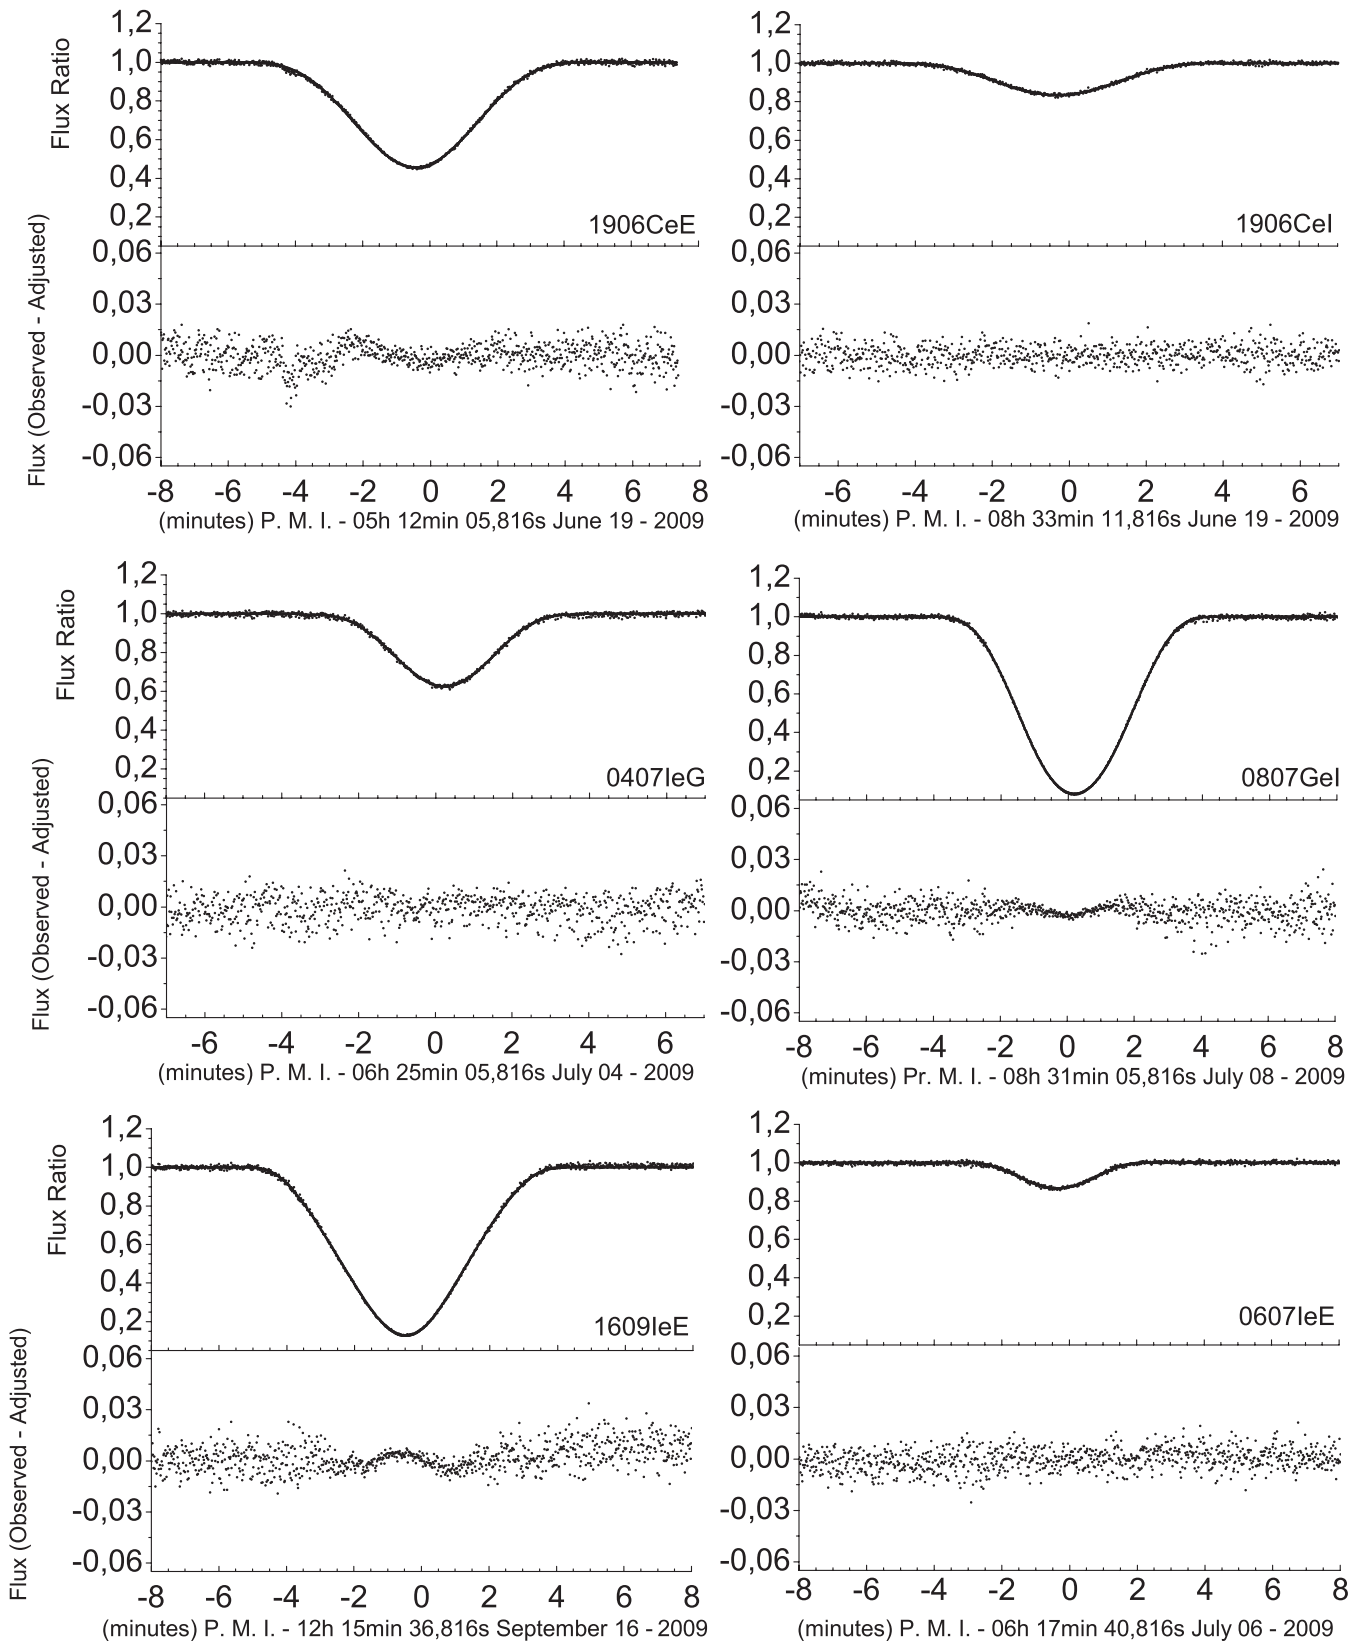 1,2
1,0
0,8
0,6
0,4
0,2
Flux Ratio
1906CeE
0,06
0,03
0,00
-0,03
-0,06
Flux (Observed - Adjusted)
-8 -6 -4 -2 0 2 4 6 8
(minutes) P. M. I. - 05h 12min 05,816s June 19 - 2009
1,2
1,0
0,8
0,6
0,4
0,2
1906CeI
0,06
0,03
0,00
-0,03
-0,06
-6 -4 -2 0 2 4 6
(minutes) P. M. I. - 08h 33min 11,816s June 19 - 2009
1,2
1,0
0,8
0,6
0,4
0,2
Flux Ratio
0407IeG
0,06
0,03
0,00
-0,03
-0,06
Flux (Observed - Adjusted)
-6 -4 -2 0 2 4 6
(minutes) P. M. I. - 06h 25min 05,816s July 04 - 2009
1,2
1,0
0,8
0,6
0,4
0,2
0807GeI
0,06
0,03
0,00
-0,03
-0,06
-8 -6 -4 -2 0 2 4 6 8
(minutes) Pr. M. I. - 08h 31min 05,816s July 08 - 2009
1,2
1,0
0,8
0,6
0,4
0,2
Flux Ratio
1609IeE
0,06
0,03
0,00
-0,03
-0,06
Flux (Observed - Adjusted)
-8 -6 -4 -2 0 2 4 6 8
(minutes) P. M. I. - 12h 15min 36,816s September 16 - 2009
1,2
1,0
0,8
0,6
0,4
0,2
0607IeE
0,06
0,03
0,00
-0,03
-0,06
-8 -6 -4 -2 0 2 4 6 8
(minutes) P. M. I. - 06h 17min 40,816s July 06 - 2009